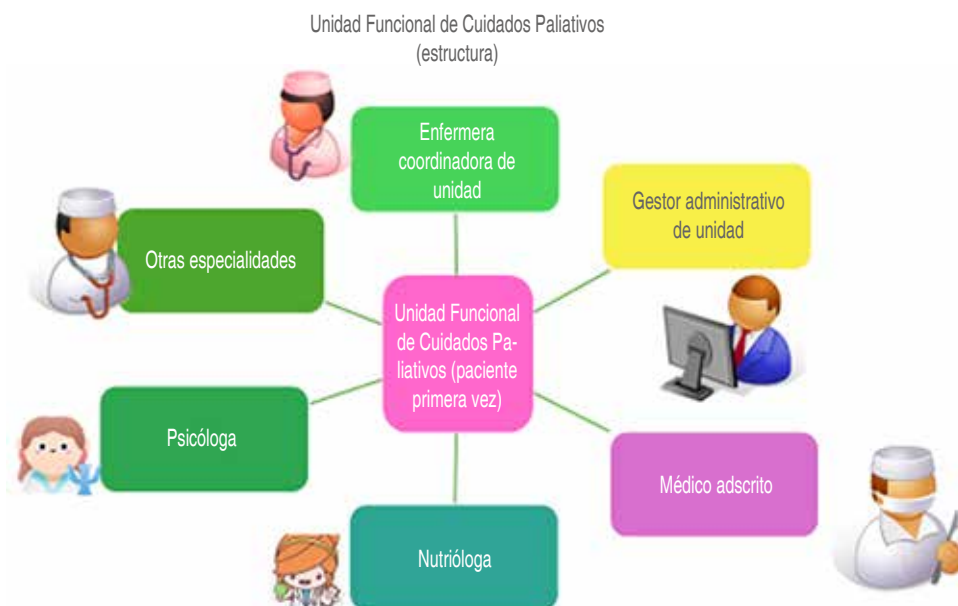 Unidad Funcional de Cuidados Paliativos
(estructura)
Enfermera
coordinadora de
unidad
Gestor administrativo
de unidad
Otras especialidades
Unidad Funcional
de Cuidados Pa-
liativos (paciente
primera vez)
Psicóloga
Médico adscrito
Nutrióloga